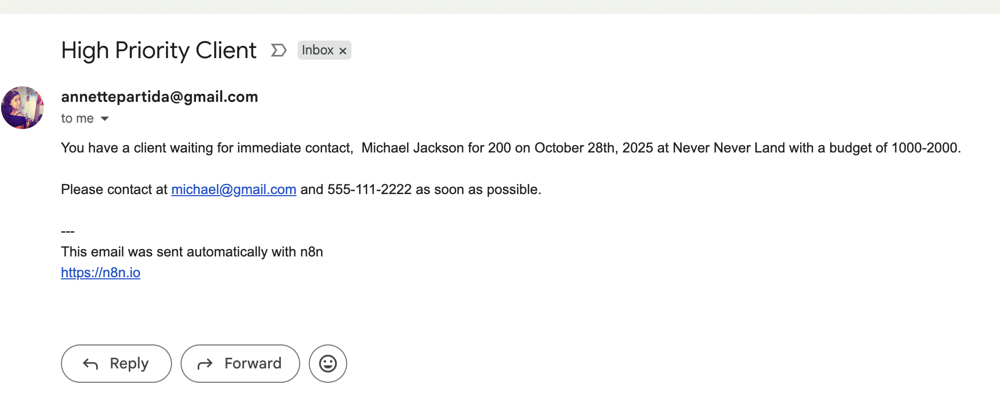 High Priority Client Inbox x
annettepartida@gmail.com
to me
You have a client waiting for immediate contact,  Michael Jackson for 200 on October 28th, 2025 at Never Never Land with a budget of 1000-2000.
Please contact at michael@gmail.com and 555-111-2222 as soon as possible.
---
This email was sent automatically with n8n
https://n8n.io
Reply Forward